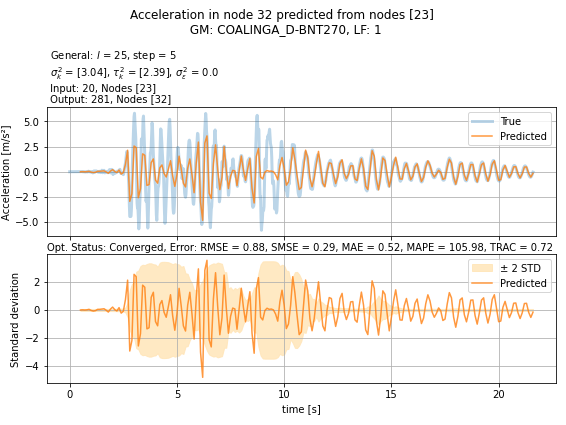 Acceleration in node 32 predicted from nodes [23]
GM: COALINGA_D-BNT270, LF: 1
General: l = 25, step = 5
σ²ₖ = [3.04], τ²ₖ = [2.39], σ²ε = 0.0
Input: 20, Nodes [23]
Output: 281, Nodes [32]
Acceleration [m/s²]
5.0
2.5
0.0
−2.5
−5.0
True
Predicted
Opt. Status: Converged, Error: RMSE = 0.88, SMSE = 0.29, MAE = 0.52, MAPE = 105.98, TRAC = 0.72
Standard deviation
2
0
−2
−4
± 2 STD
Predicted
0
5
10
15
20
time [s]